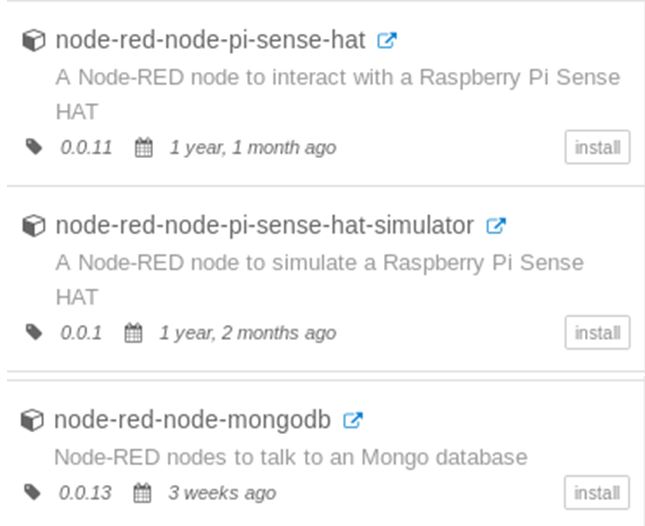 node-red-node-pi-sense-hat
A Node-RED node to interact with a Raspberry Pi Sense
HAT
0.0.11 1 year, 1 month ago install
node-red-node-pi-sense-hat-simulator
A Node-RED node to simulate a Raspberry Pi Sense
HAT
0.0.1 1 year, 2 months ago install
node-red-node-mongodb
Node-RED nodes to talk to an Mongo database
0.0.13 3 weeks ago install